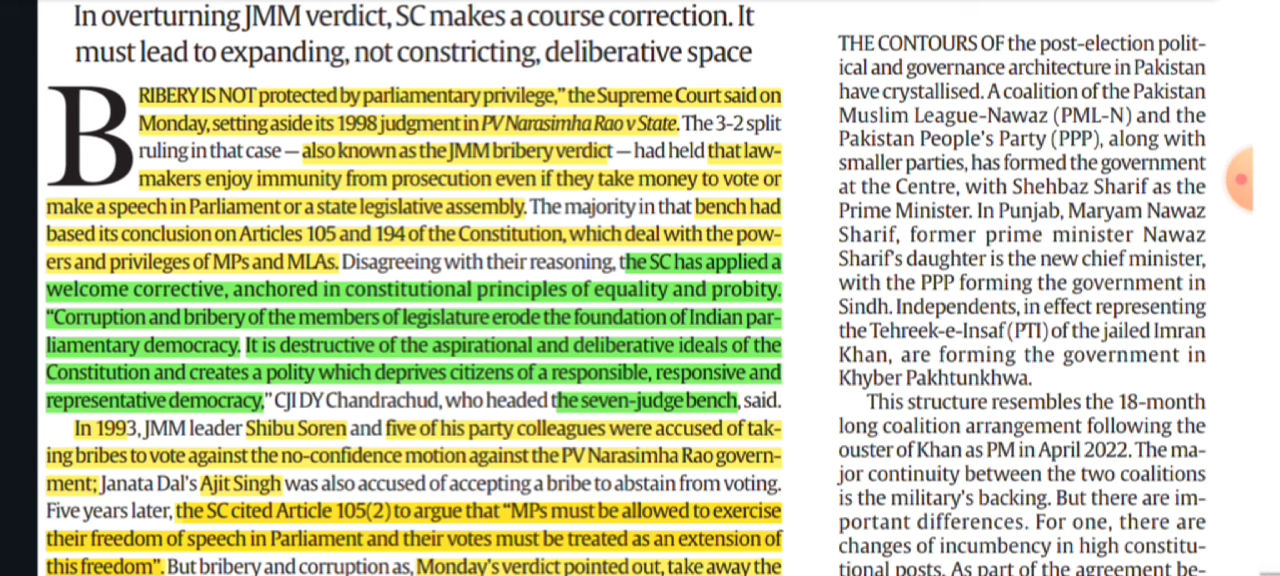 In overturning JMM verdict, SC makes a course correction. It
must lead to expanding, not constricting, deliberative space
BRIBERY IS NOT protected by parliamentary privilege,” the Supreme Court said on
Monday, setting aside its 1998 judgment in PV Narasimha Rao v State. The 3-2 split
ruling in that case — also known as the JMM bribery verdict — had held that law-
makers enjoy immunity from prosecution even if they take money to vote or
make a speech in Parliament or a state legislative assembly. The majority in that bench had
based its conclusion on Articles 105 and 194 of the Constitution, which deal with the pow-
ers and privileges of MPs and MLAs. Disagreeing with their reasoning, the SC has applied a
welcome corrective, anchored in constitutional principles of equality and probity.
“Corruption and bribery of the members of legislature erode the foundation of Indian par-
liamentary democracy. It is destructive of the aspirational and deliberative ideals of the
Constitution and creates a polity which deprives citizens of a responsible, responsive and
representative democracy,” CJI DY Chandrachud, who headed the seven-judge bench, said.
In 1993, JMM leader Shibu Soren and five of his party colleagues were accused of tak-
ing bribes to vote against the no-confidence motion against the PV Narasimha Rao govern-
ment; Janata Dal's Ajit Singh was also accused of accepting a bribe to abstain from voting.
Five years later, the SC cited Article 105(2) to argue that “MPs must be allowed to exercise
their freedom of speech in Parliament and their votes must be treated as an extension of
this freedom”. But bribery and corruption as, Monday's verdict pointed out, take away the
THE CONTOURS OF the post-election polit-
ical and governance architecture in Pakistan
have crystallised. A coalition of the Pakistan
Muslim League-Nawaz (PML-N) and the
Pakistan People's Party (PPP), along with
smaller parties, has formed the government
at the Centre, with Shehbaz Sharif as the
Prime Minister. In Punjab, Maryam Nawaz
Sharif, former prime minister Nawaz
Sharif's daughter is the new chief minister,
with the PPP forming the government in
Sindh. Independents, in effect representing
the Tehreek-e-Insaf (PTI) of the jailed Imran
Khan, are forming the government in
Khyber Pakhtunkhwa.
This structure resembles the 18-month
long coalition arrangement following the
ouster of Khan as PM in April 2022. The ma-
jor continuity between the two coalitions
is the military's backing. But there are im-
portant differences. For one, there are
changes of incumbency in high constitu-
tional posts. As part of the agreement be-